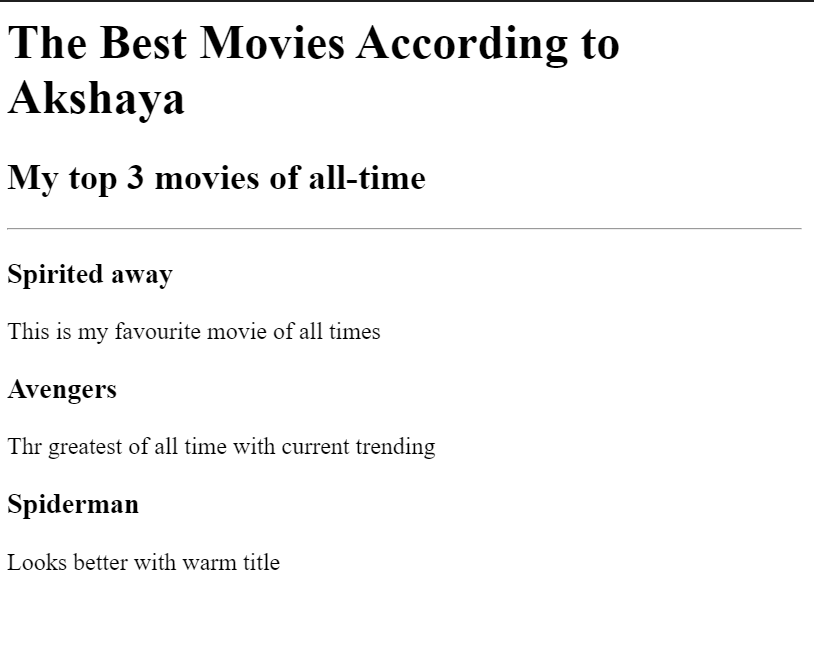 The Best Movies According to
Akshaya
My top 3 movies of all-time
Spirited away
This is my favourite movie of all times
Avengers
Thr greatest of all time with current trending
Spiderman
Looks better with warm title